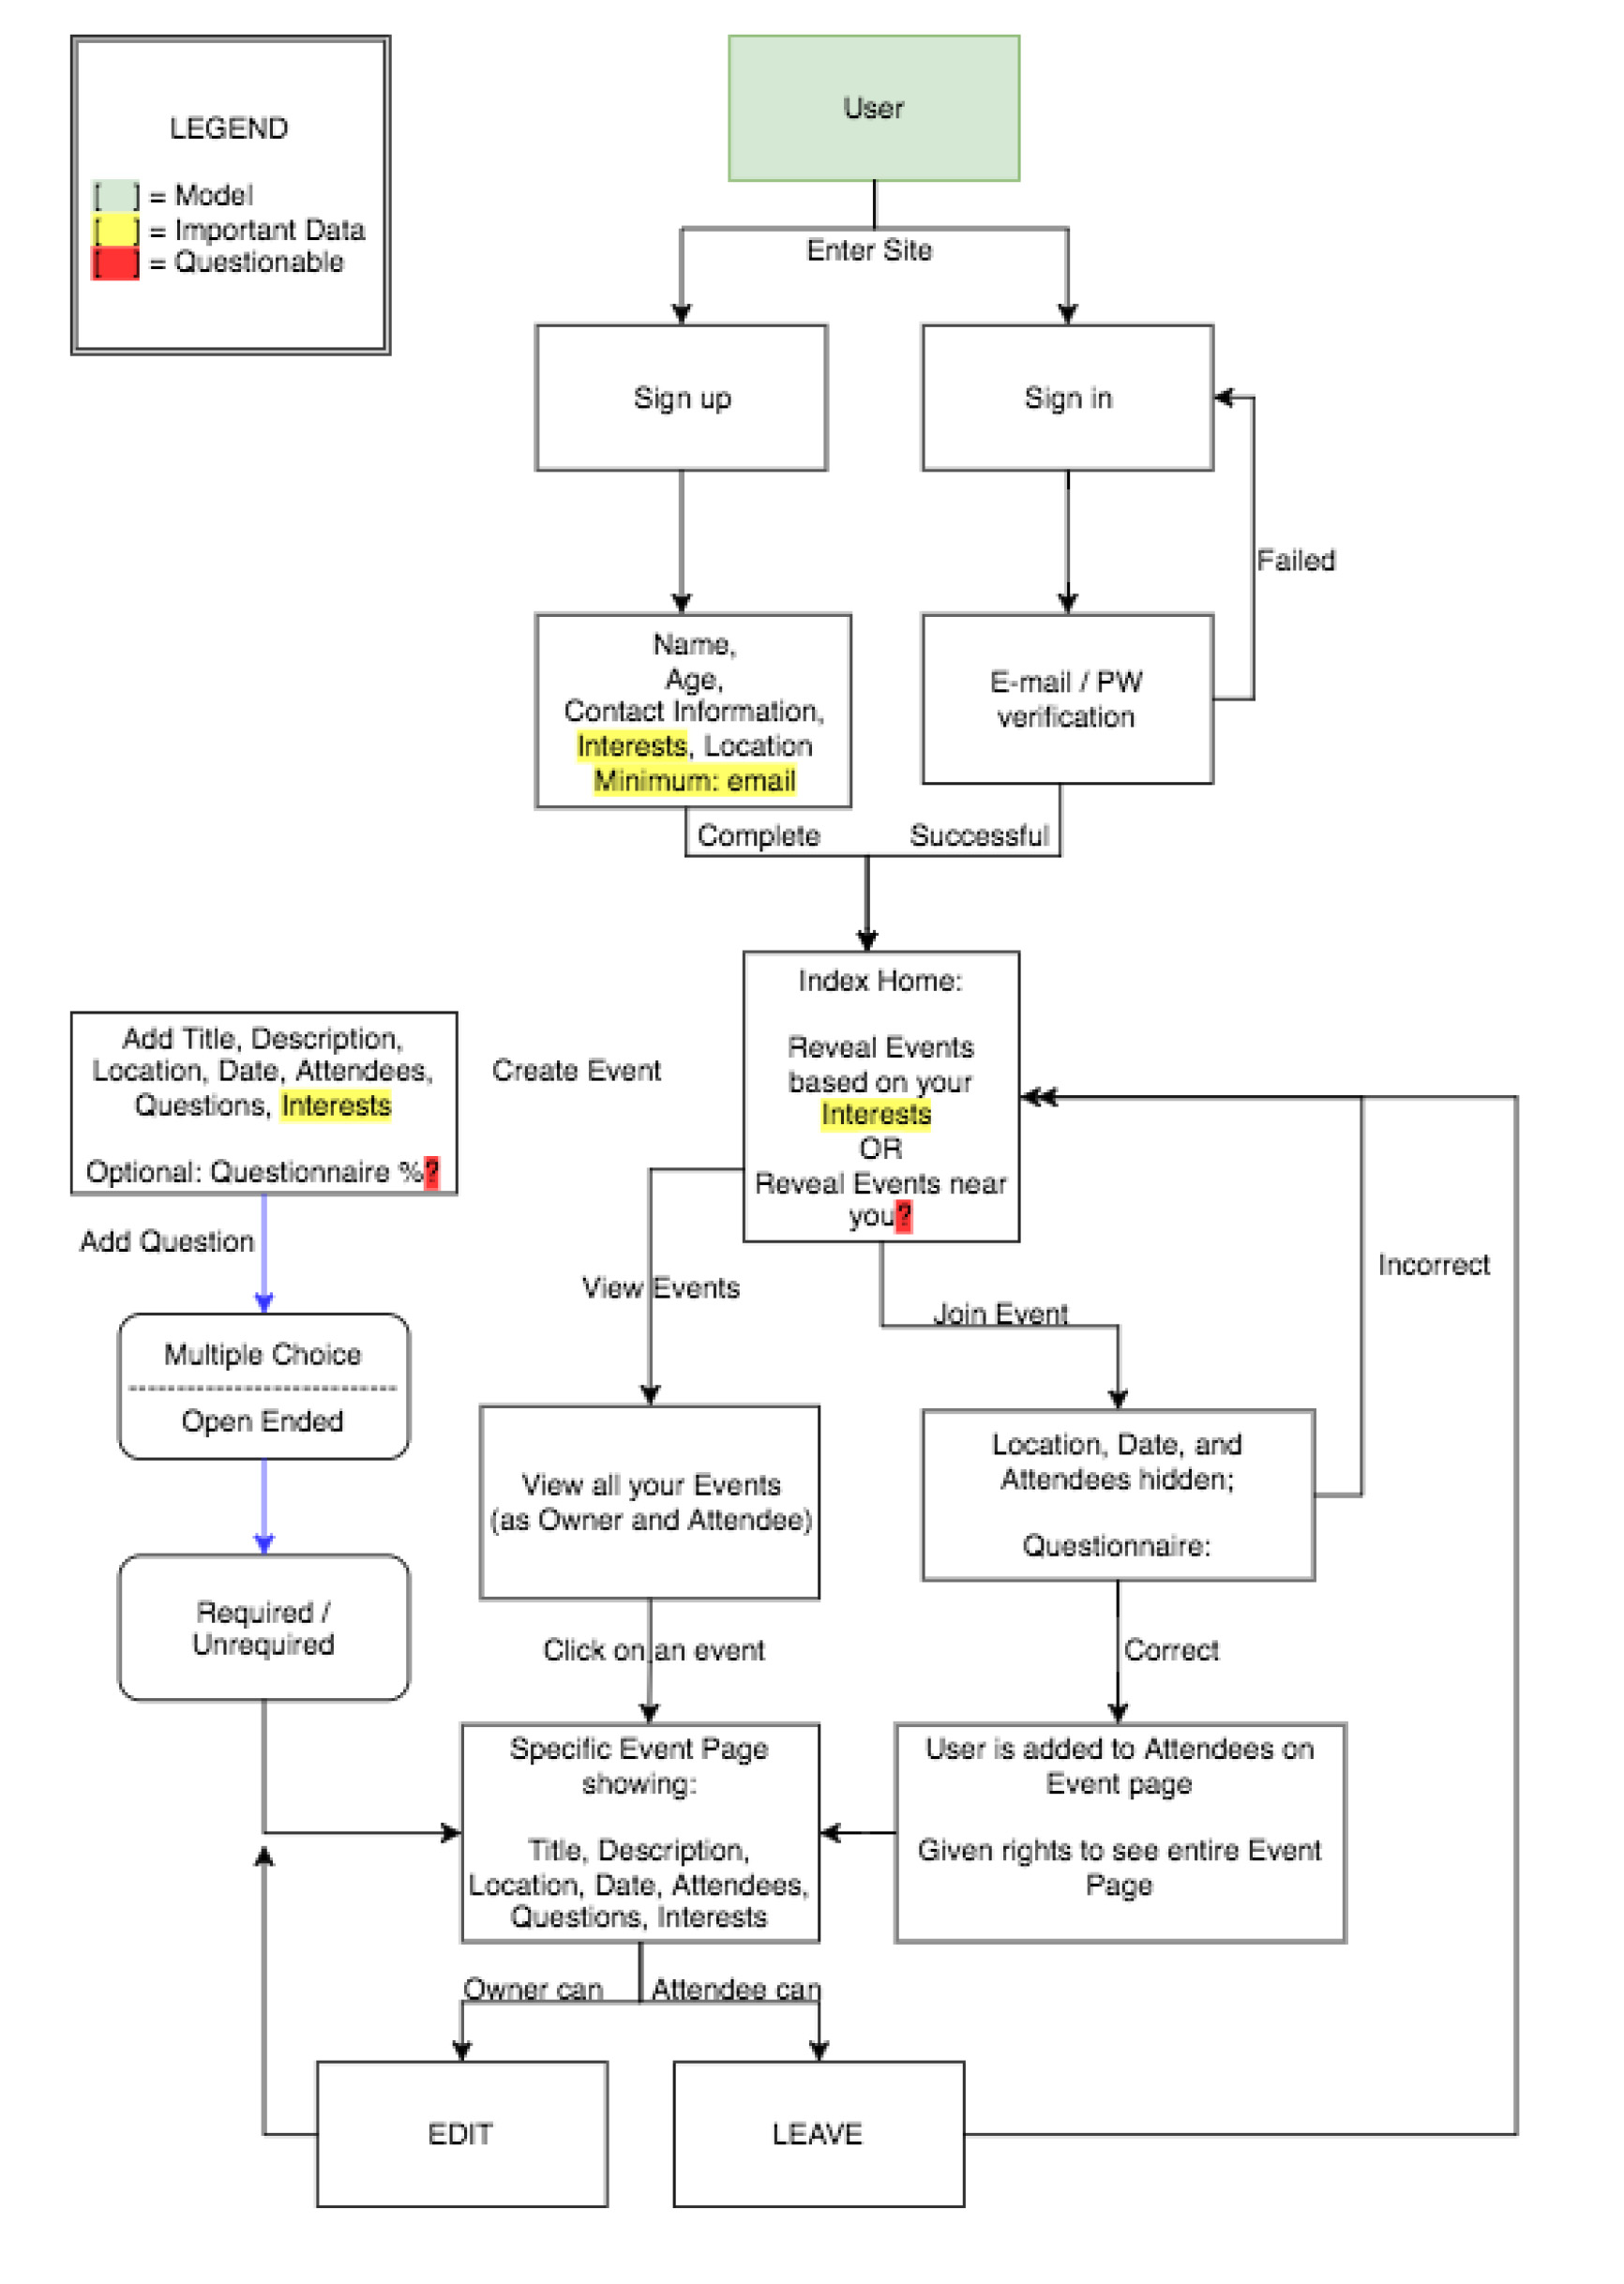 LEGEND
[ ] = Model
[ ] = Important Data
[ ] = Questionable
User
Enter Site
Sign up
Sign in
Failed
Name,
Age,
Contact Information,
Interests, Location
Minimum: email
E-mail / PW
verification
Complete
Successful
Index Home:
Reveal Events
based on your
Interests
OR
Reveal Events near
you?
Add Title, Description,
Location, Date, Attendees,
Questions, Interests
Optional: Questionnaire %?
Create Event
Add Question
View Events
Join Event
Incorrect
Multiple Choice
---------------------------
Open Ended
View all your Events
(as Owner and Attendee)
Location, Date, and
Attendees hidden;
Questionnaire:
Required /
Unrequired
Click on an event
Correct
Specific Event Page
showing:
Title, Description,
Location, Date, Attendees,
Questions, Interests
User is added to Attendees on
Event page
Given rights to see entire Event
Page
Owner can
Attendee can
EDIT
LEAVE